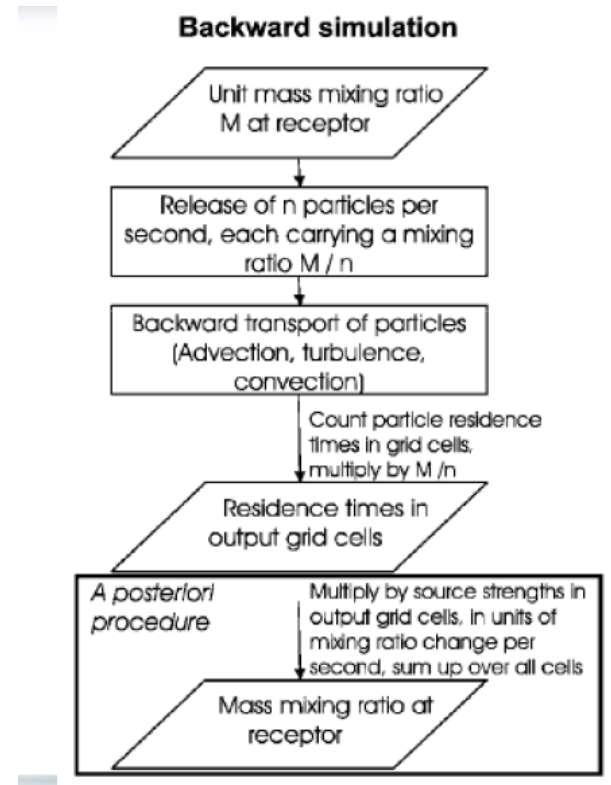 Backward simulation
Unit mass mixing ratio
M at receptor
Release of n particles per
second, each carrying a mixing
ratio M / n
Backward transport of particles
(Advection, turbulence,
convection)
Count particle residence
times in grid cells,
multiply by M /n
Residence times in
output grid cells
A posteriori
procedure
Multiply by source strengths in
output grid cells, in units of
mixing ratio change per
second, sum up over all cells
Mass mixing ratio at
receptor